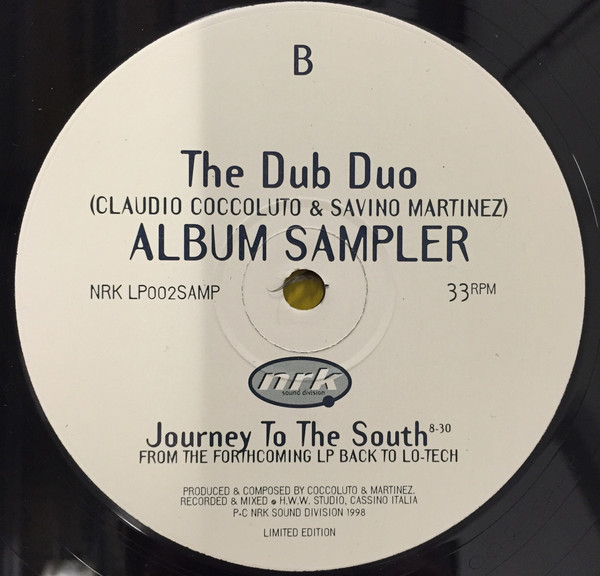 B
The Dub Duo
(CLAUDIO COCCOLUTO & SAVINO MARTINEZ)
ALBUM SAMPLER
NRK LP002SAMP 33RPM
nrk
sound division
Journey To The South 8-30
FROM THE FORTHCOMING LP BACK TO LO-TECH
PRODUCED & COMPOSED BY COCCOLUTO & MARTINEZ.
RECORDED & MIXED @ H.W.W. STUDIO, CASSINO ITALIA
P+C NRK SOUND DIVISION 1998
LIMITED EDITION